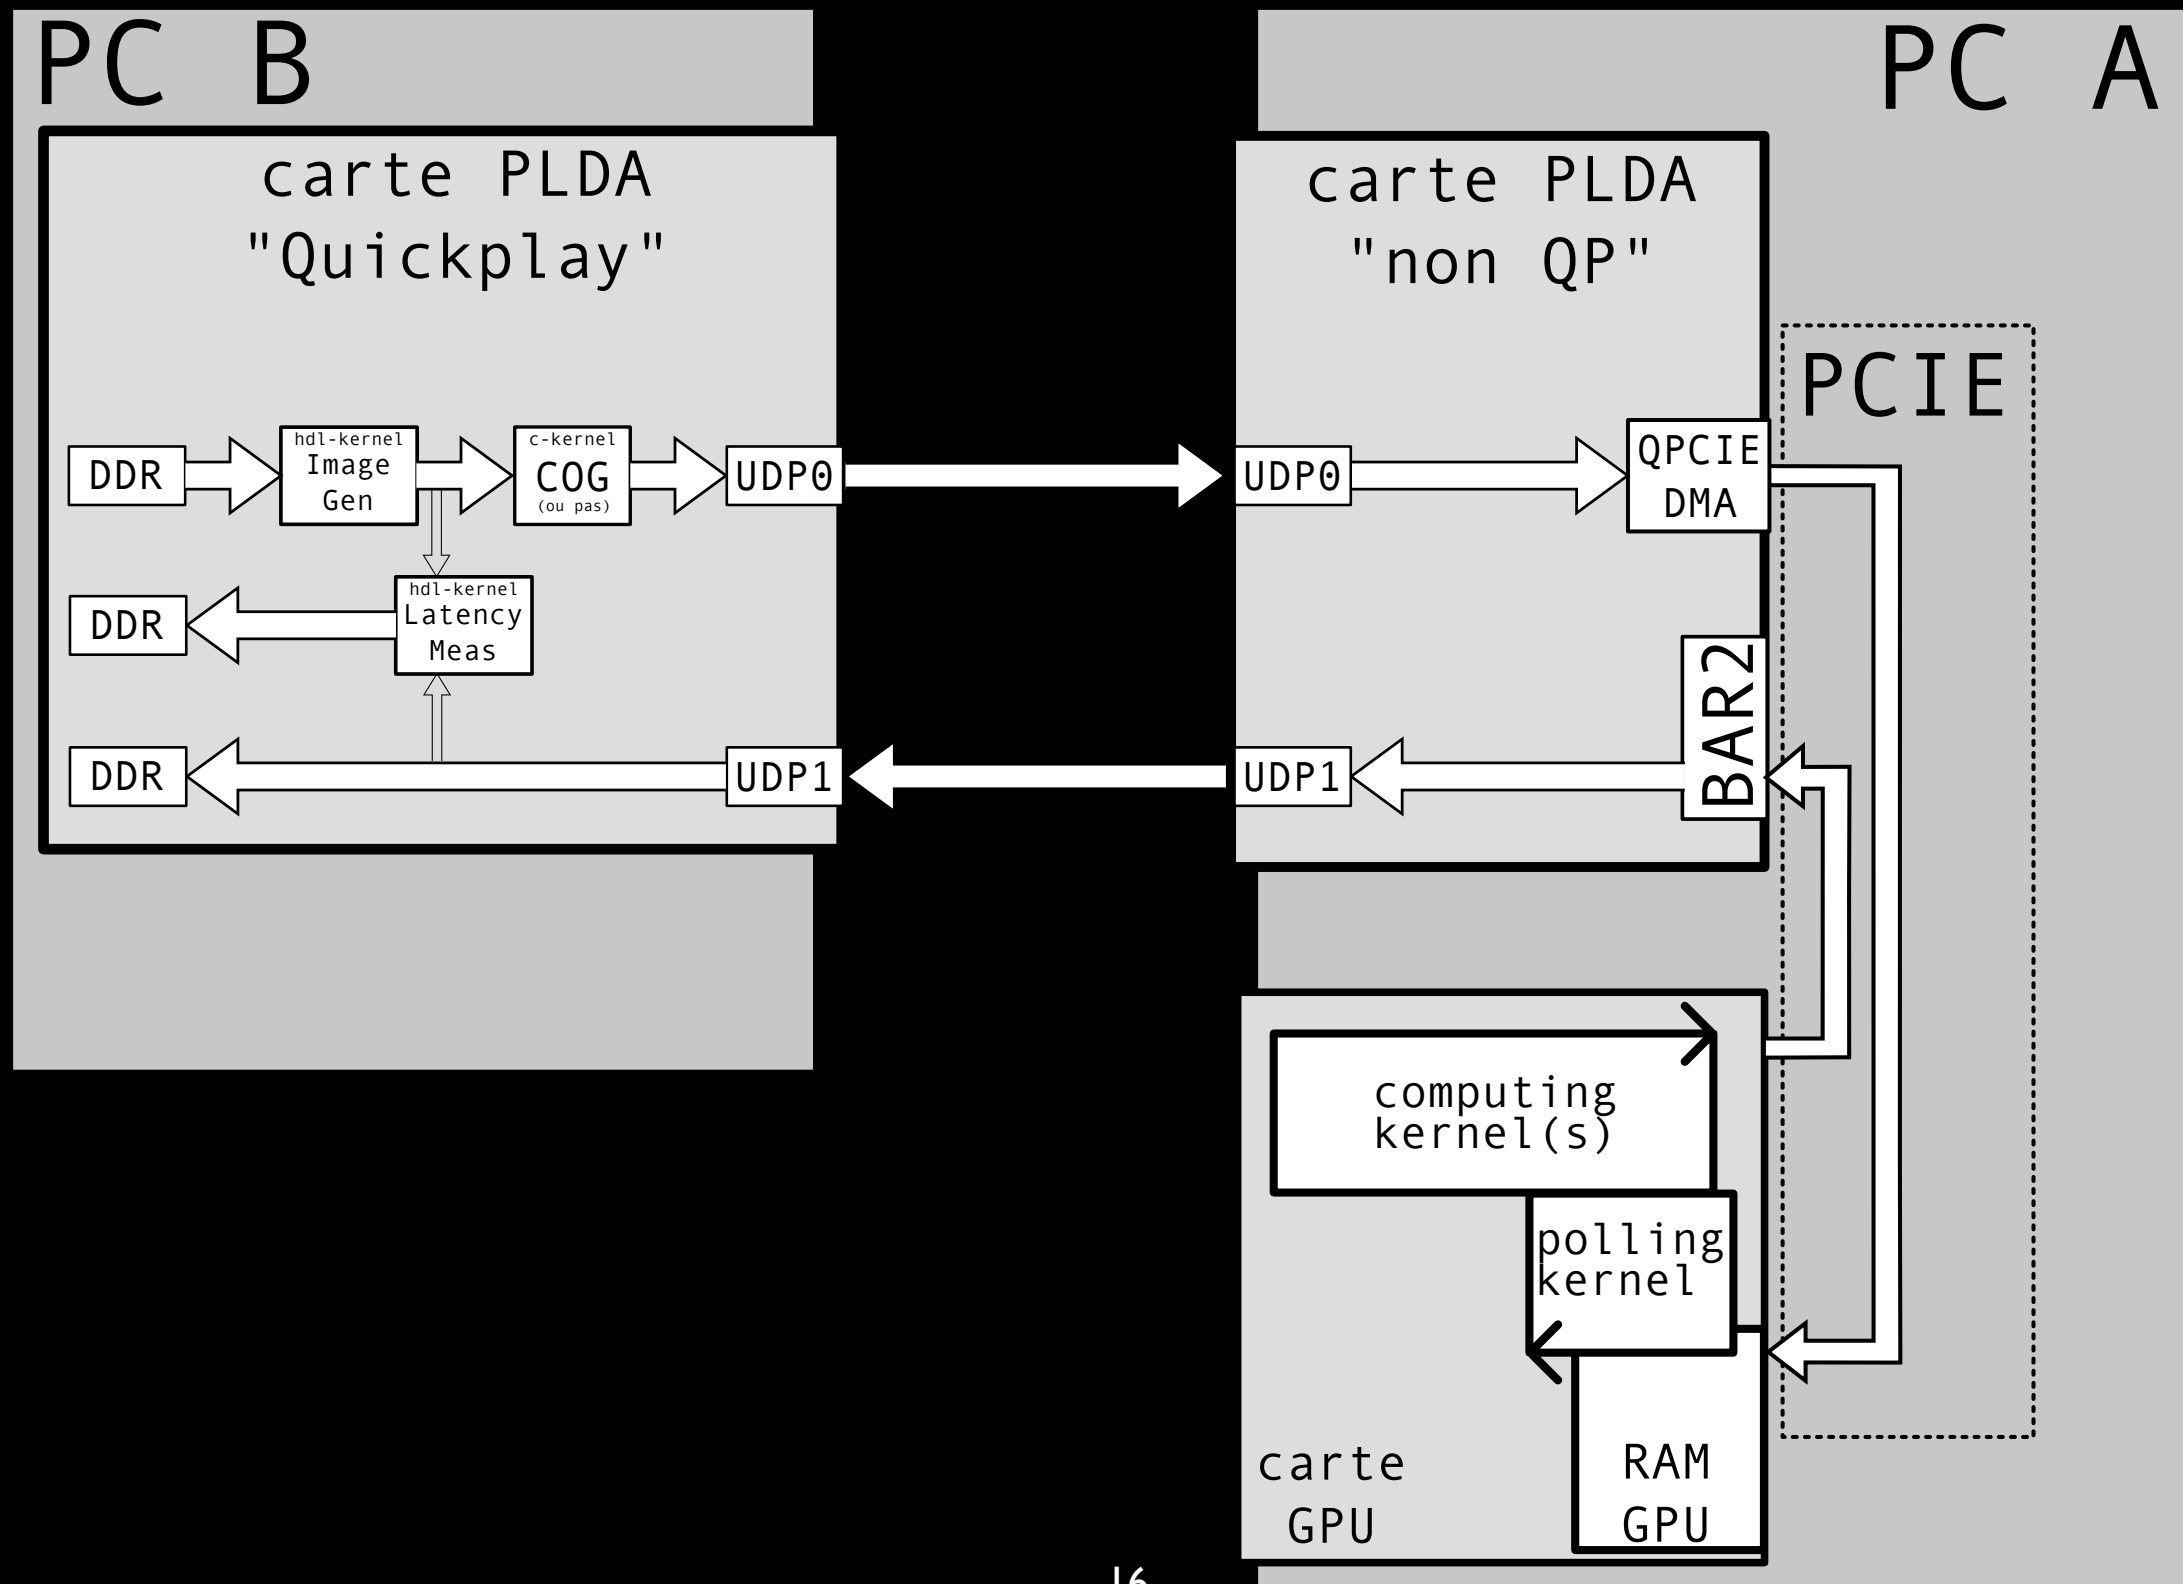 PC B
carte PLDA
"Quickplay"
DDR
hdl-kernel
Image
Gen
c-kernel
COG
(ou pas)
UDP0
DDR
hdl-kernel
Latency
Meas
DDR
UDP1
PC A
carte PLDA
"non QP"
PCIE
UDP0
QPCIE
DMA
BAR2
UDP1
computing
kernel(s)
polling
kernel
carte
GPU
RAM
GPU